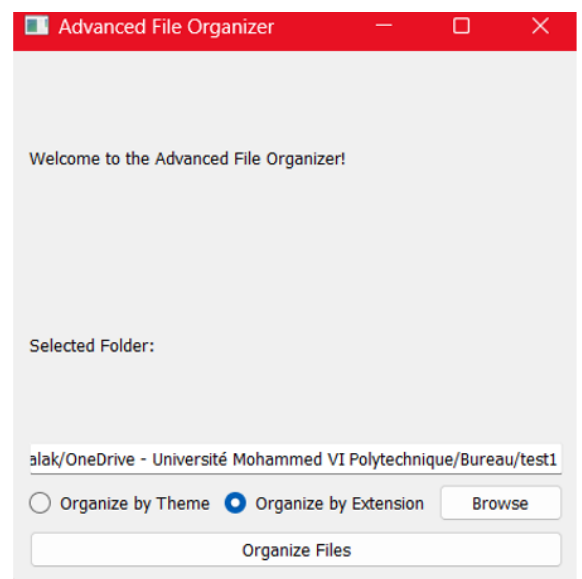 Advanced File Organizer
Welcome to the Advanced File Organizer!
Selected Folder:
alak/OneDrive - Université Mohammed VI Polytechnique/Bureau/test1
Organize by Theme Organize by Extension Browse
Organize Files